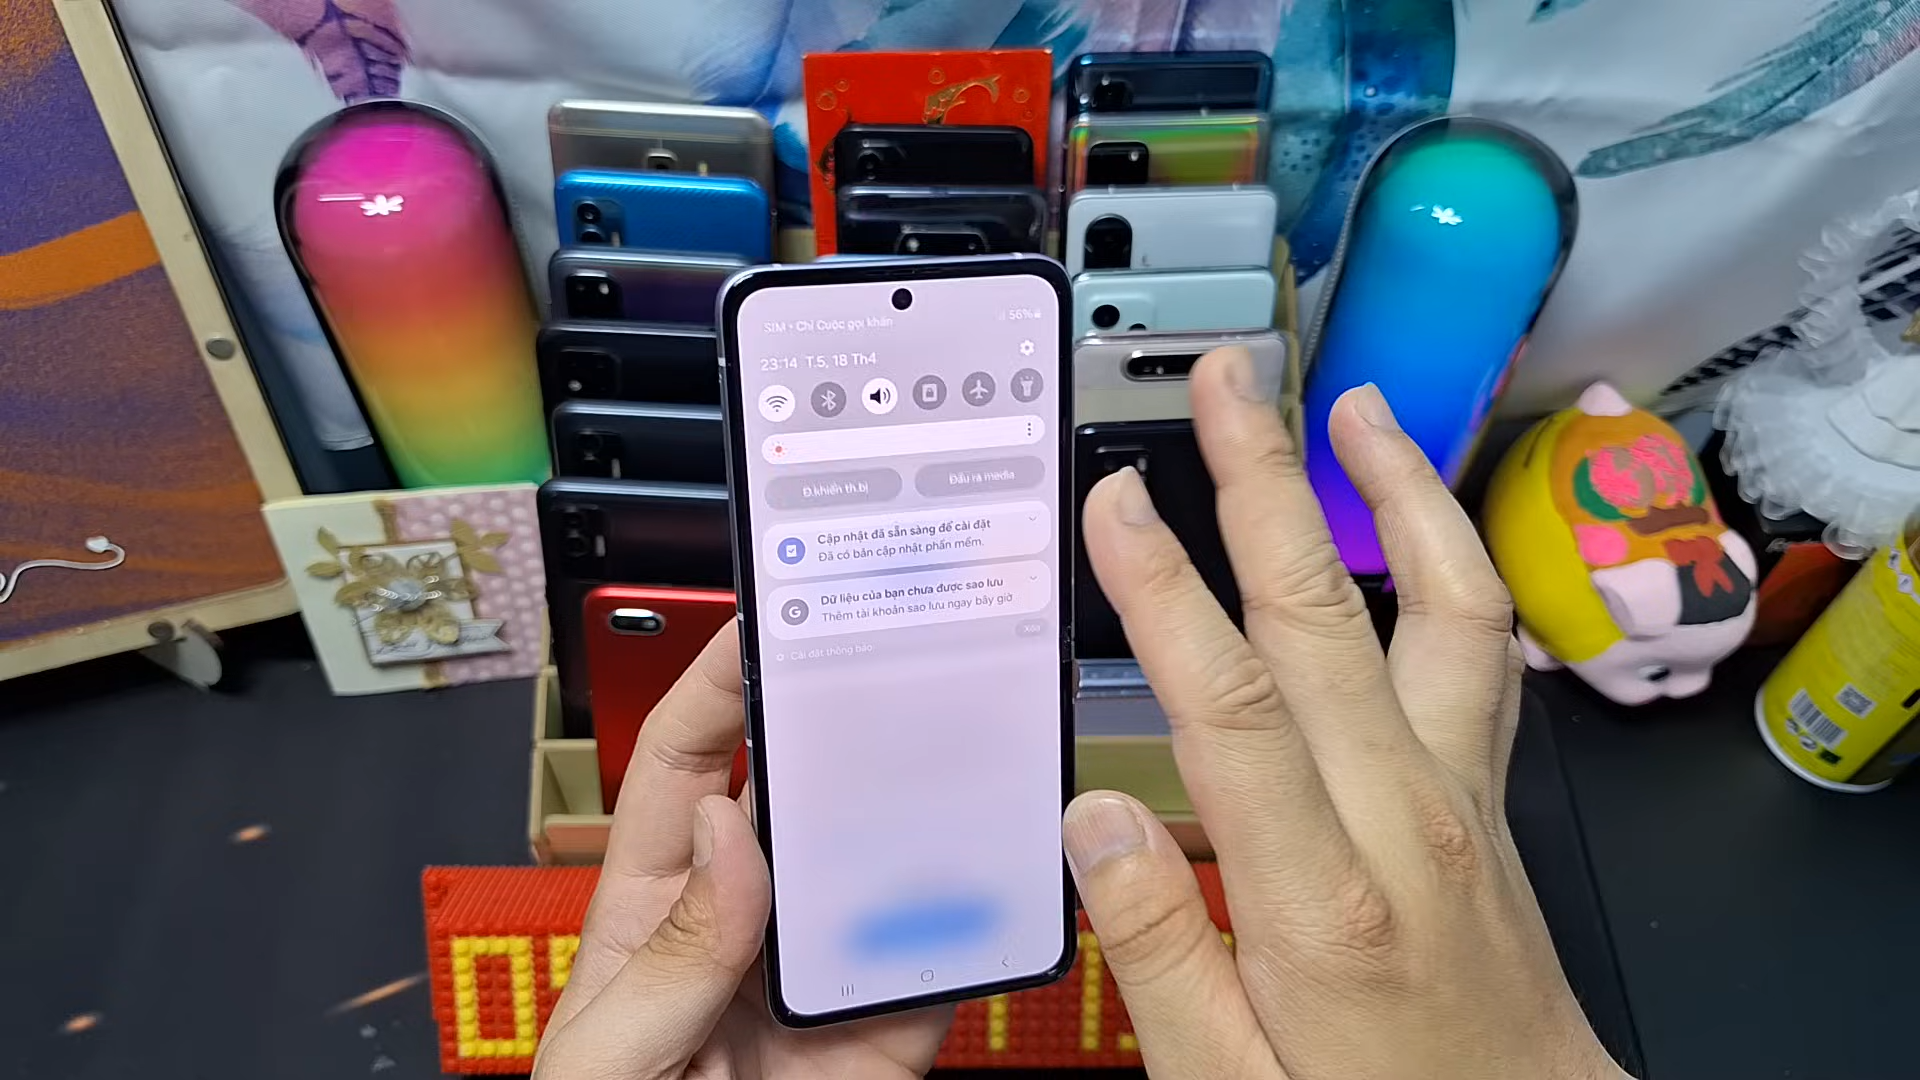 SIM • Chỉ Cuộc gọi khẩn
56%
23:14 T.5, 18 Th4
Đ.khiển th.bị
Đầu ra media
Cập nhật đã sẵn sàng để cài đặt
Đã có bản cập nhật phần mềm.
Dữ liệu của bạn chưa được sao lưu
Thêm tài khoản sao lưu ngay bây giờ
Xóa
Cài đặt thông báo